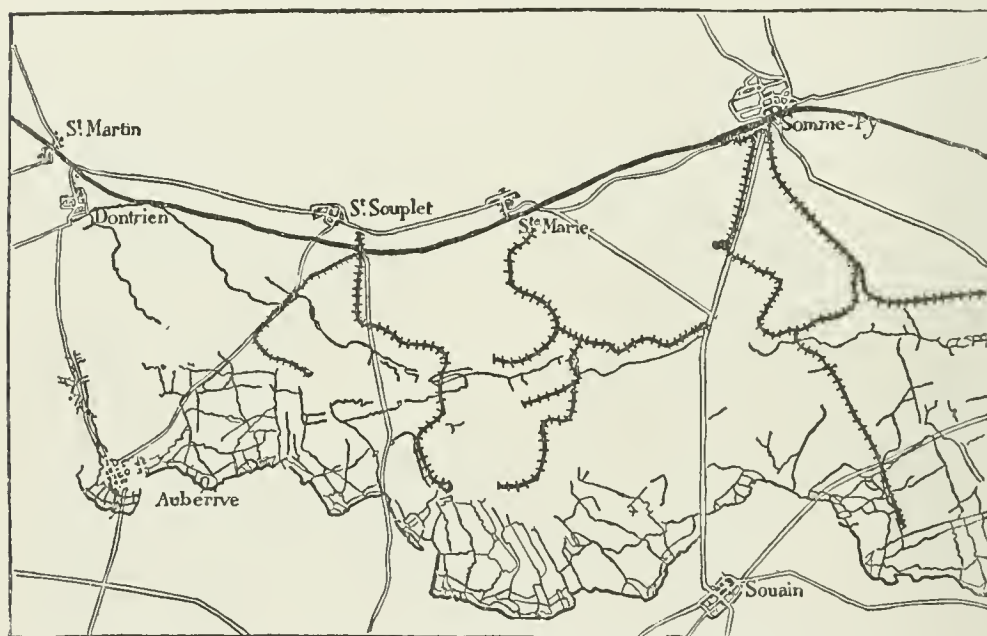 St Martin
Somme-Py
Dontrien
St Souplet
Ste Marie
Auberive
Souain